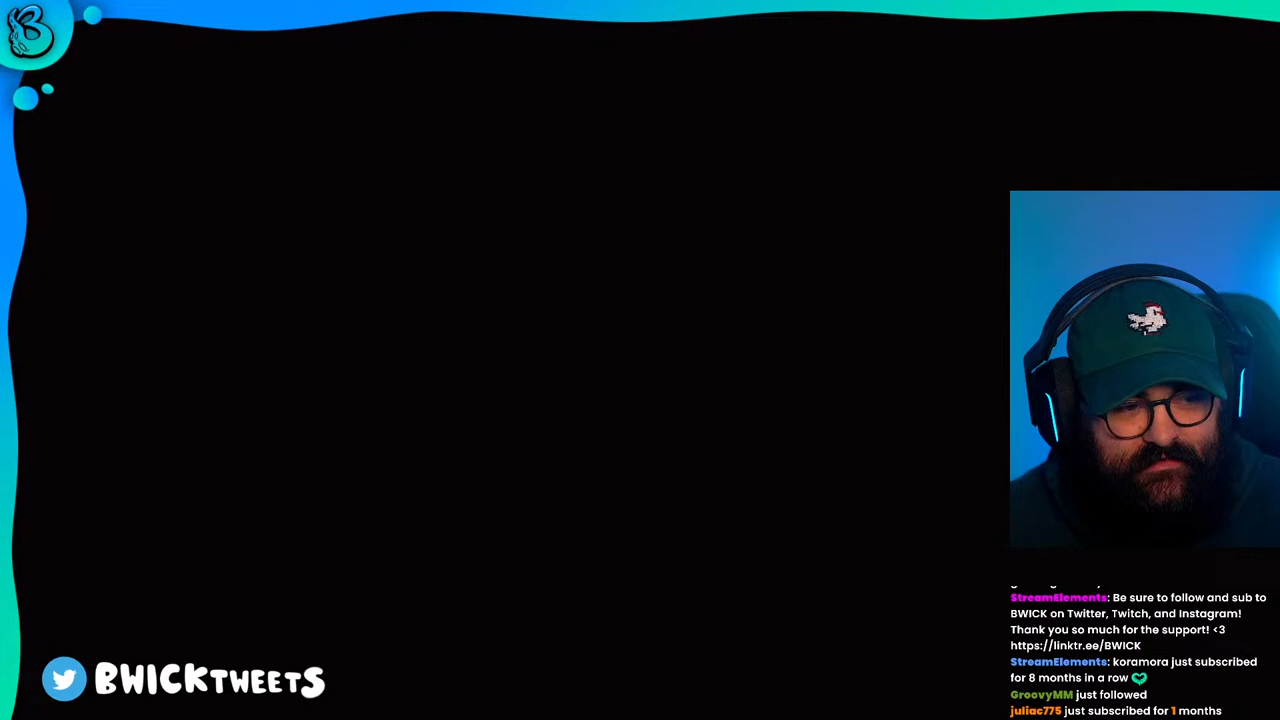 B
StreamElements: Be sure to follow and sub to
BWICK on Twitter, Twitch, and Instagram!
Thank you so much for the support! <3
https://linktr.ee/BWICK
StreamElements: koramora just subscribed
for 8 months in a row
GroovyMM just followed
juliac775 just subscribed for 1 months
BWICKTWEETS